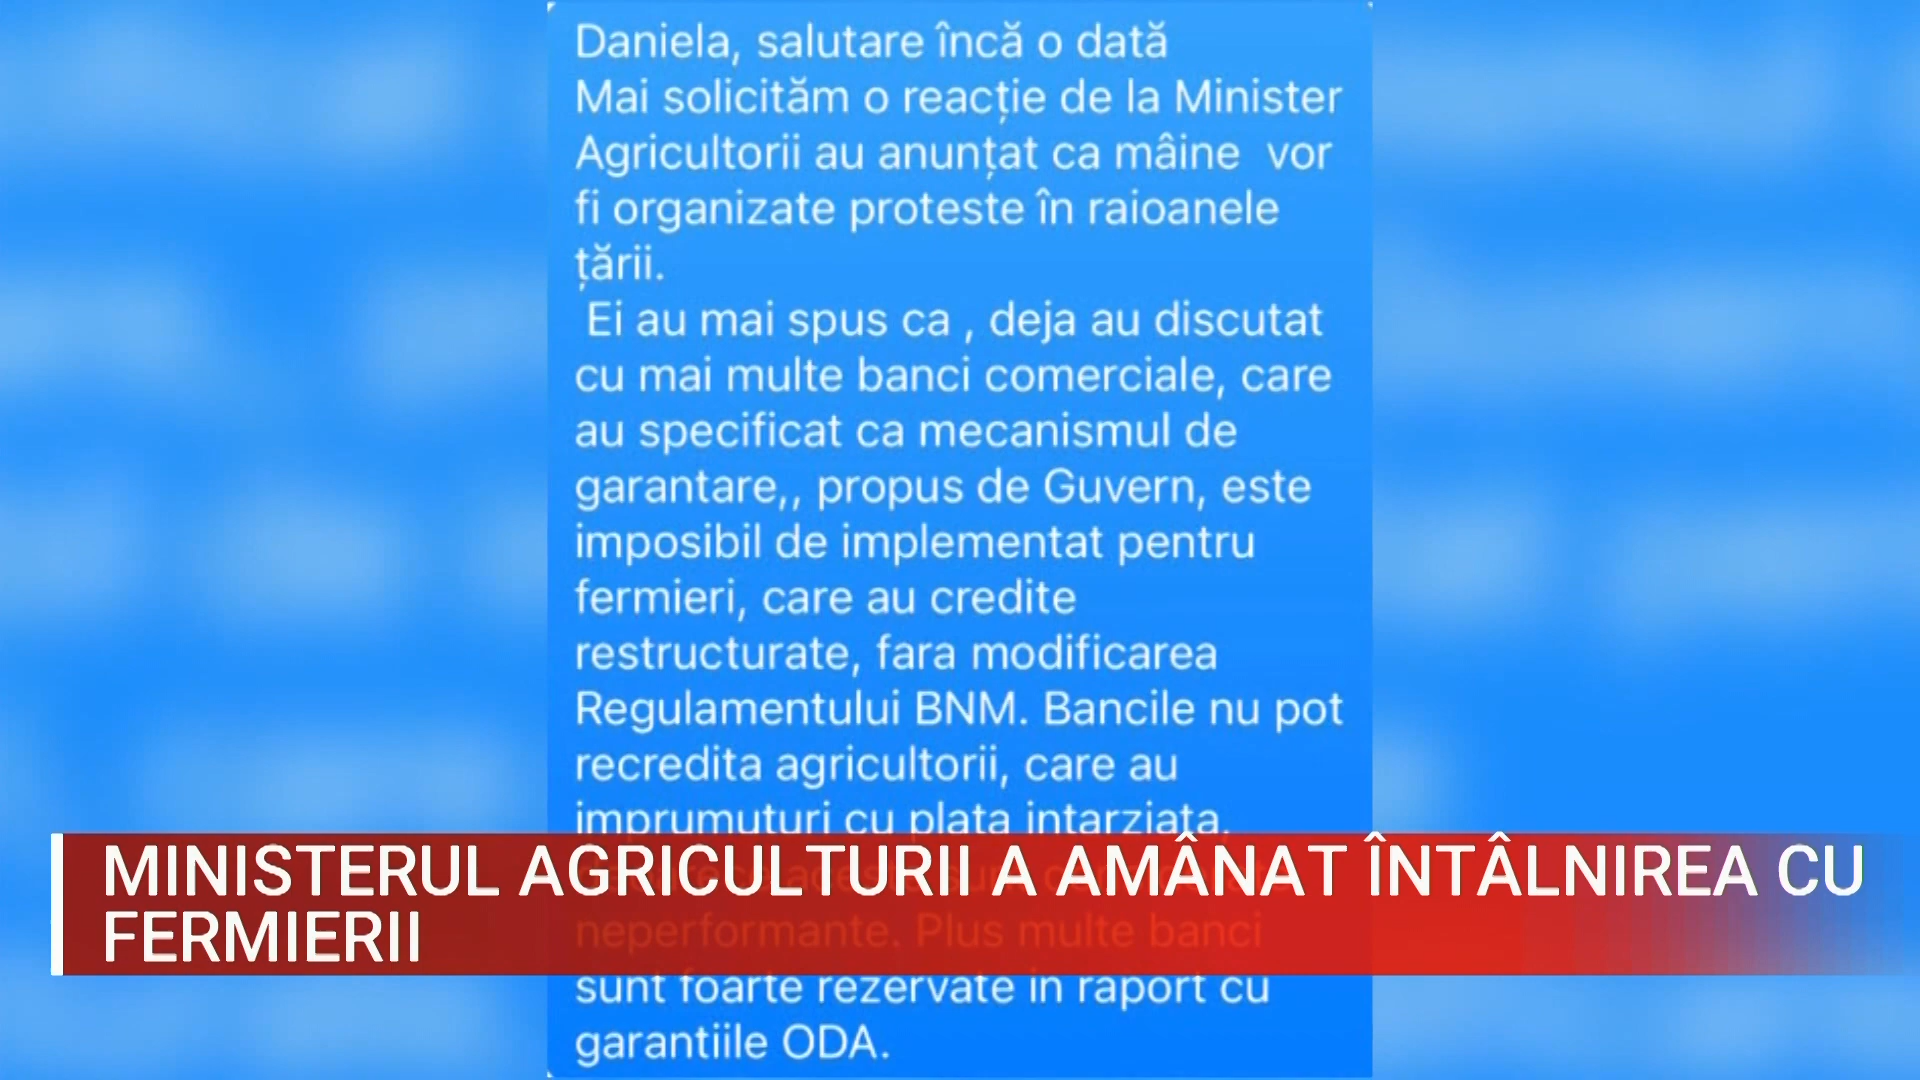 Daniela, salutare încă o dată
Mai solicităm o reacție de la Minister
Agricultorii au anunțat ca mâine vor
fi organizate proteste în raioanele
țării.
Ei au mai spus ca , deja au discutat
cu mai multe banci comerciale, care
au specificat ca mecanismul de
garantare,, propus de Guvern, este
imposibil de implementat pentru
fermieri, care au credite
restructurate, fara modificarea
Regulamentului BNM. Bancile nu pot
recredita agricultorii, care au
imprumuturi cu plata intarziata,
neperformante. Plus multe banci
sunt foarte rezervate in raport cu
garantiile ODA.
MINISTERUL AGRICULTURII A AMÂNAT ÎNTÂLNIREA CU
FERMIERII